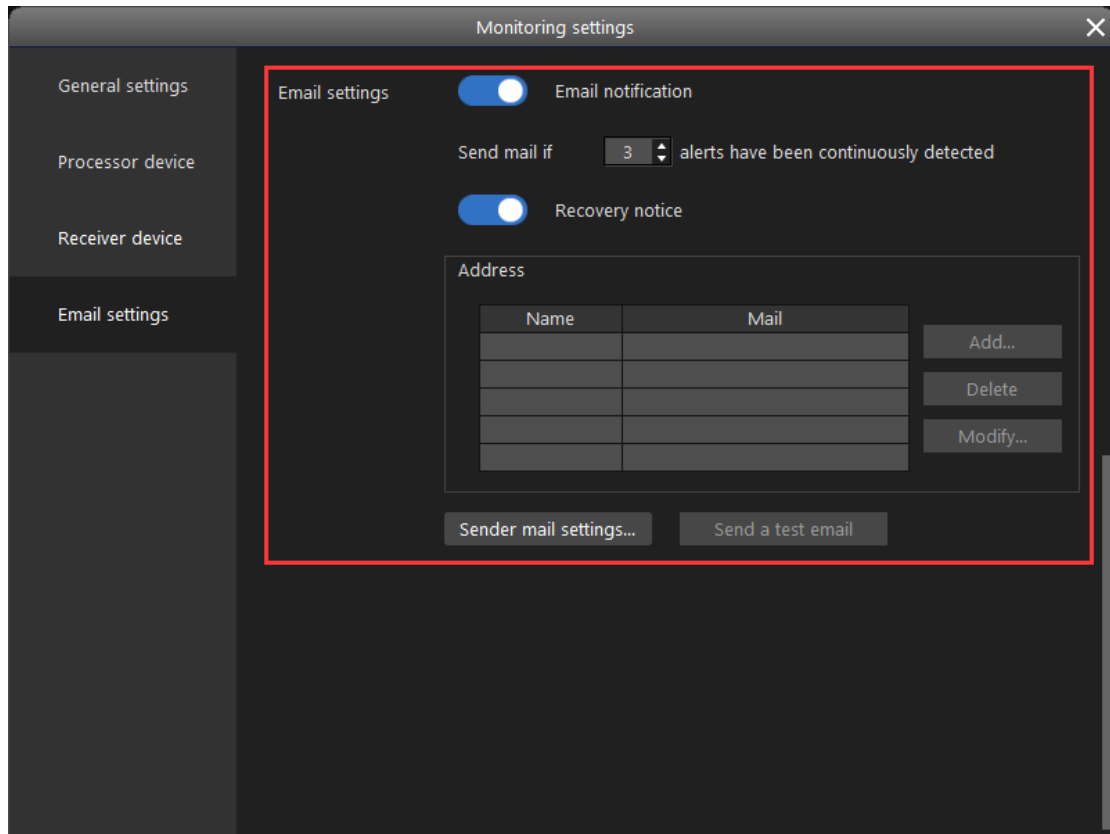 Monitoring settings
General settings
Processor device
Receiver device
Email settings
Email settings
Email notification
Send mail if 3 alerts have been continuously detected
Recovery notice
Address
Name Mail
Add...
Delete
Modify...
Sender mail settings...
Send a test email